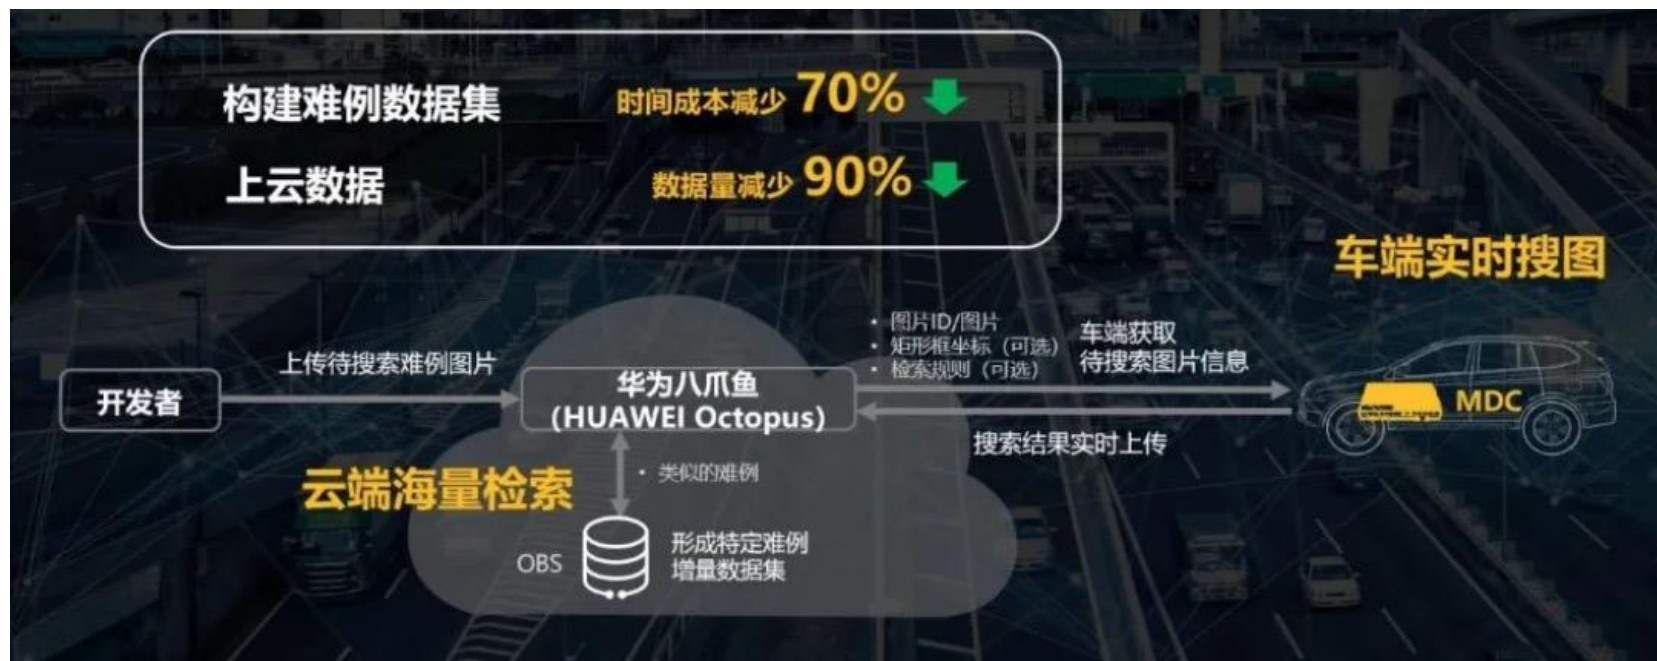 构建难例数据集
时间成本减少 70%
上云数据
数据量减少 90%
车端实时搜图
• 图片ID/图片
• 矩形框坐标（可选）
• 检索规则（可选）
车端获取
待搜索图片信息
上传待搜索难例图片
开发者
华为八爪鱼
(HUAWEI Octopus)
MDC
搜索结果实时上传
云端海量检索
• 类似的难例
OBS
形成特定难例
增量数据集